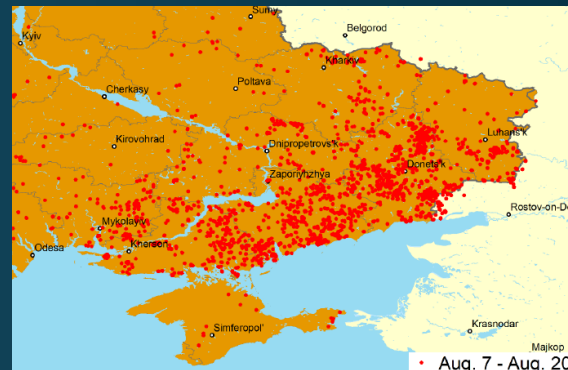 Sumy
Belgorod
Kyiv
Kharkiv
Poltava
Cherkasy
Luhans'k
Kirovohrad
Dnipropetrovs'k
Donets'k
Zaporiyhzhya
Rostov-on-Do
Mykolayiv
Kherson
Odesa
Simferopol'
Krasnodar
Majkop
Aug. 7 - Aug. 20